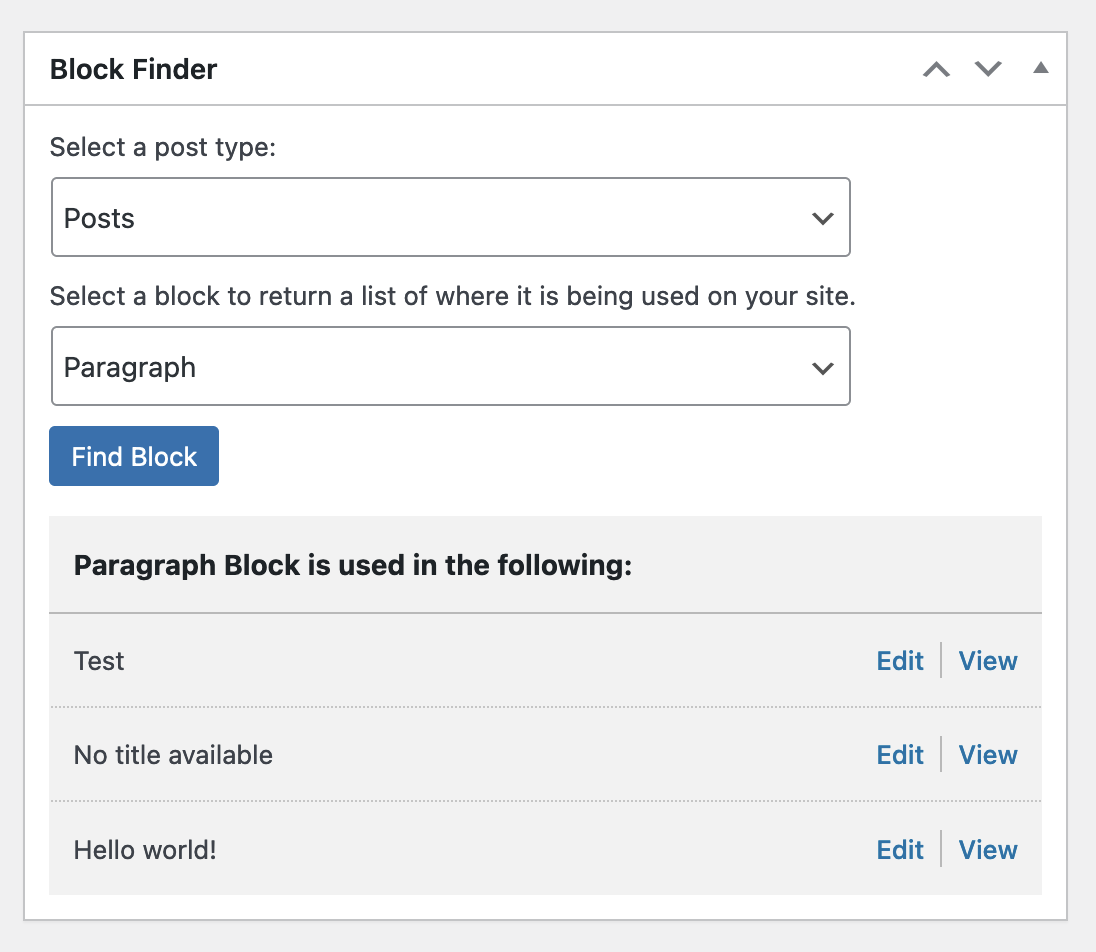 Block Finder
Select a post type:
Posts
Select a block to return a list of where it is being used on your site.
Paragraph
Find Block
Paragraph Block is used in the following:
Test Edit View
No title available Edit View
Hello world! Edit View